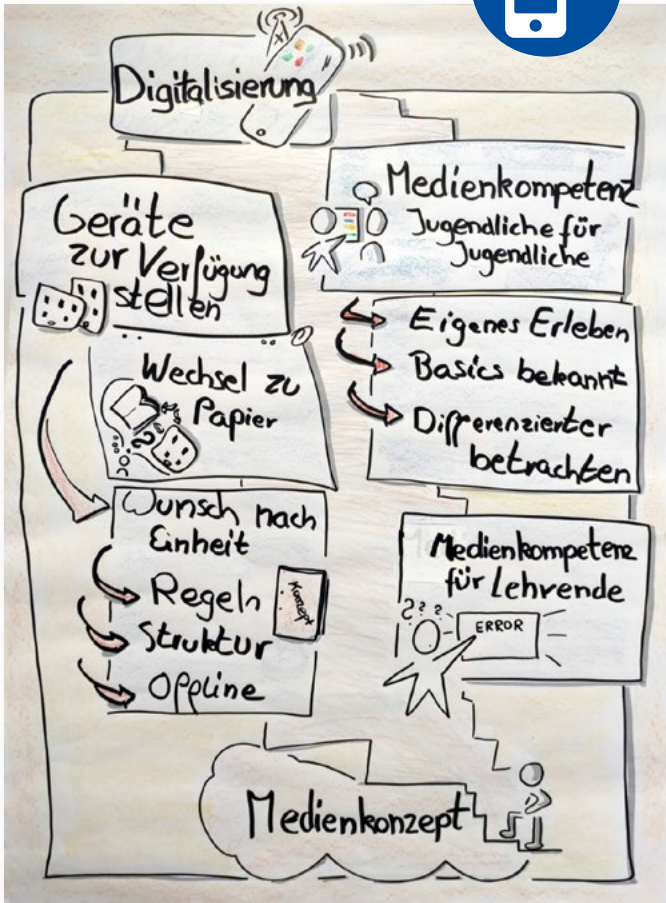 Digitalisierung
Geräte
zur Verfügung
stellen
Wechsel zu
Papier
Wunsch nach
Einheit
Regeln
Struktur
Offline
Konzept
Medienkompetenz
Jugendliche für
Jugendliche
Eigenes Erleben
Basics bekannt
Differenzierter
betrachten
Medienkompetenz
für Lehrende
???
ERROR
Medienkonzept